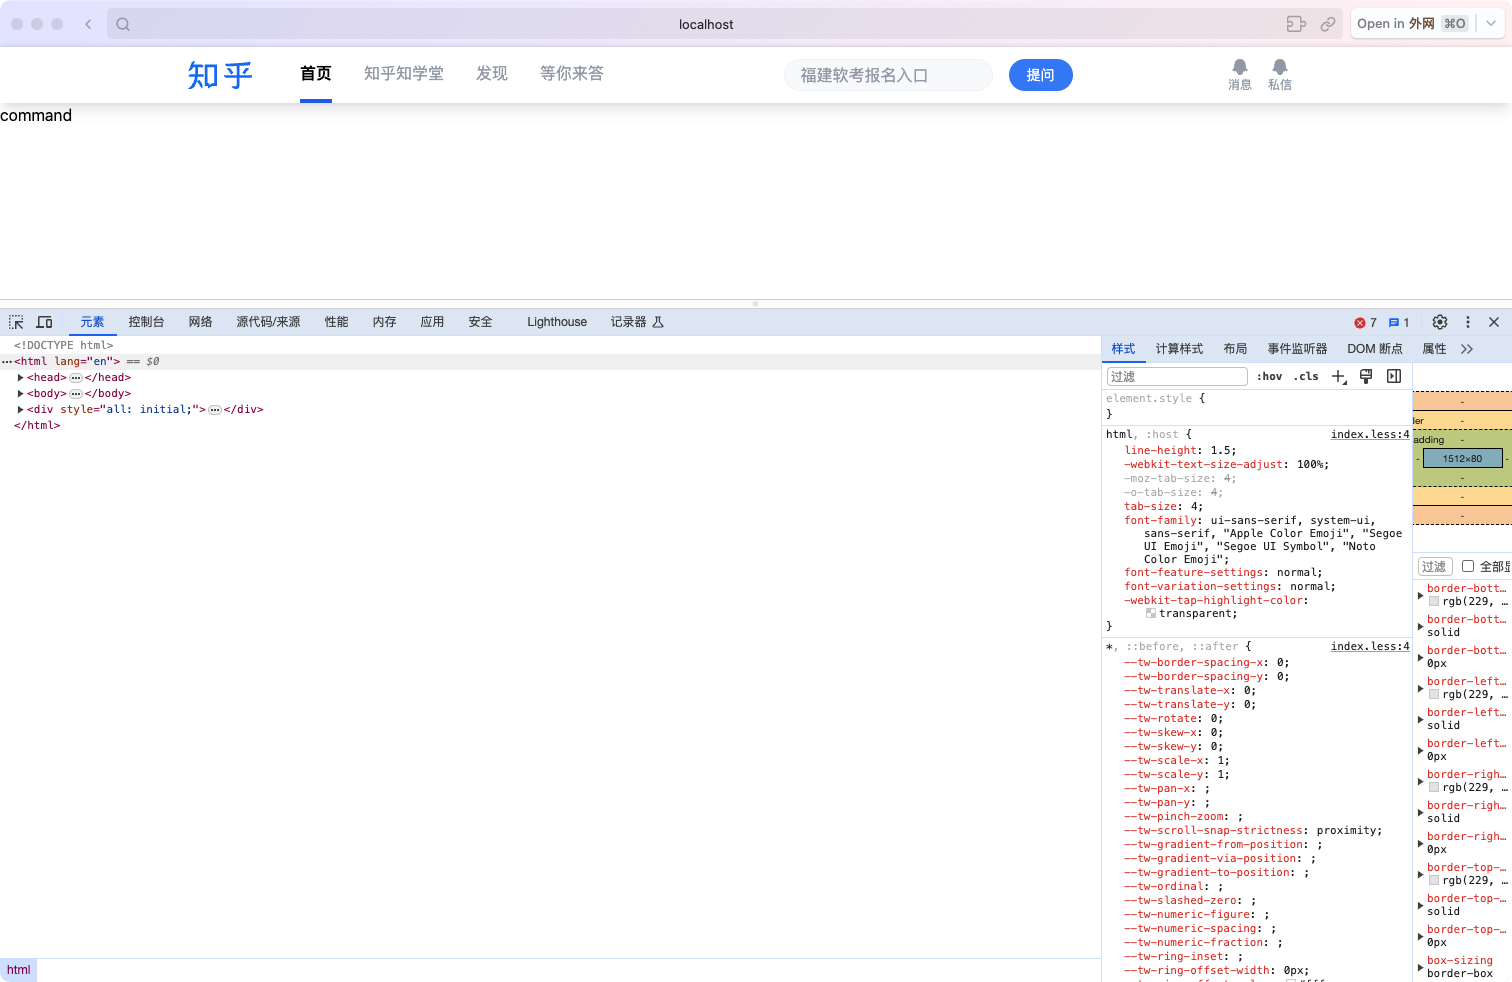 localhost
Open in 外网 ⌘O
知乎
首页
知乎知学堂
发现
等你来答
福建软考报名入口
提问
消息
私信
command
元素
控制台
网络
源代码/来源
性能
内存
应用
安全
Lighthouse
记录器
7
1
<!DOCTYPE html>
<html lang="en"> == $0
<head> … </head>
<body> … </body>
<div style="all: initial;"> … </div>
</html>
html
样式
计算样式
布局
事件监听器
DOM 断点
属性
过滤
:hov
.cls
element.style {
}
html, :host {
index.less:4
line-height: 1.5;
-webkit-text-size-adjust: 100%;
-moz-tab-size: 4;
-o-tab-size: 4;
tab-size: 4;
font-family: ui-sans-serif, system-ui,
sans-serif, "Apple Color Emoji", "Segoe
UI Emoji", "Segoe UI Symbol", "Noto
Color Emoji";
font-feature-settings: normal;
font-variation-settings: normal;
-webkit-tap-highlight-color:
transparent;
}
*, ::before, ::after {
index.less:4
--tw-border-spacing-x: 0;
--tw-border-spacing-y: 0;
--tw-translate-x: 0;
--tw-translate-y: 0;
--tw-rotate: 0;
--tw-skew-x: 0;
--tw-skew-y: 0;
--tw-scale-x: 1;
--tw-scale-y: 1;
--tw-pan-x: ;
--tw-pan-y: ;
--tw-pinch-zoom: ;
--tw-scroll-snap-strictness: proximity;
--tw-gradient-from-position: ;
--tw-gradient-via-position: ;
--tw-gradient-to-position: ;
--tw-ordinal: ;
--tw-slashed-zero: ;
--tw-numeric-figure: ;
--tw-numeric-spacing: ;
--tw-numeric-fraction: ;
--tw-ring-inset: ;
--tw-ring-offset-width: 0px;
-
der -
adding -
- 1512×80 -
-
-
-
过滤
全部显
border-bott…
rgb(229, …
border-bott…
solid
border-bott…
0px
border-left…
rgb(229, …
border-left…
solid
border-left…
0px
border-righ…
rgb(229, …
border-righ…
solid
border-righ…
0px
border-top-…
rgb(229, …
border-top-…
solid
border-top-…
0px
box-sizing
border-box